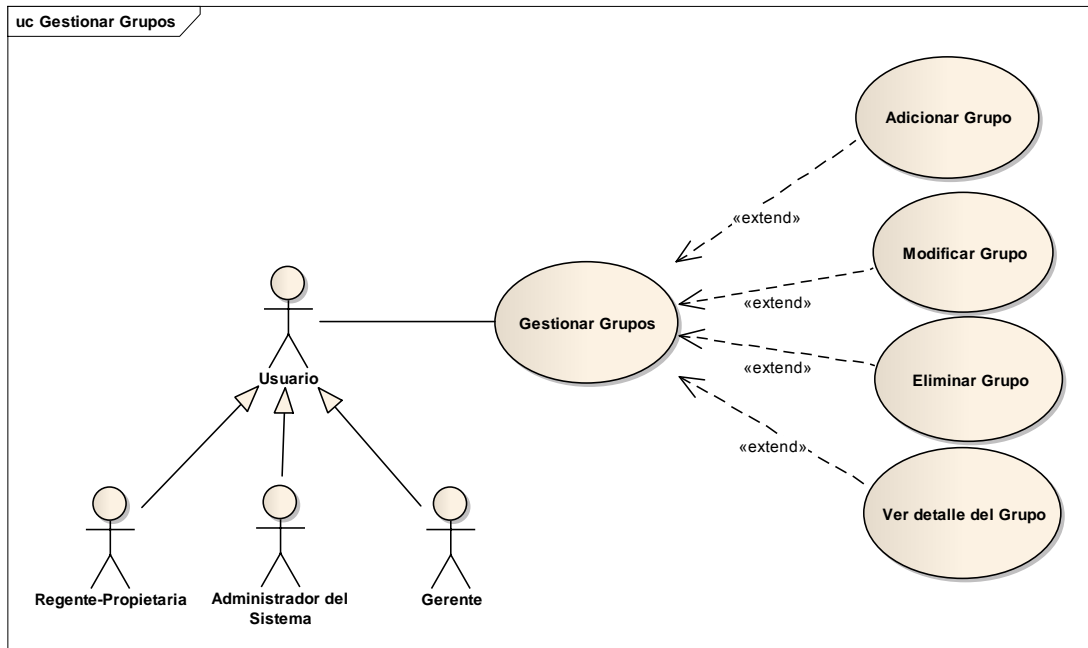 uc Gestionar Grupos
Adicionar Grupo
«extend»
Modificar Grupo
«extend»
Gestionar Grupos
«extend»
Eliminar Grupo
Usuario
«extend»
Ver detalle del Grupo
Regente-Propietaria
Administrador del
Sistema
Gerente